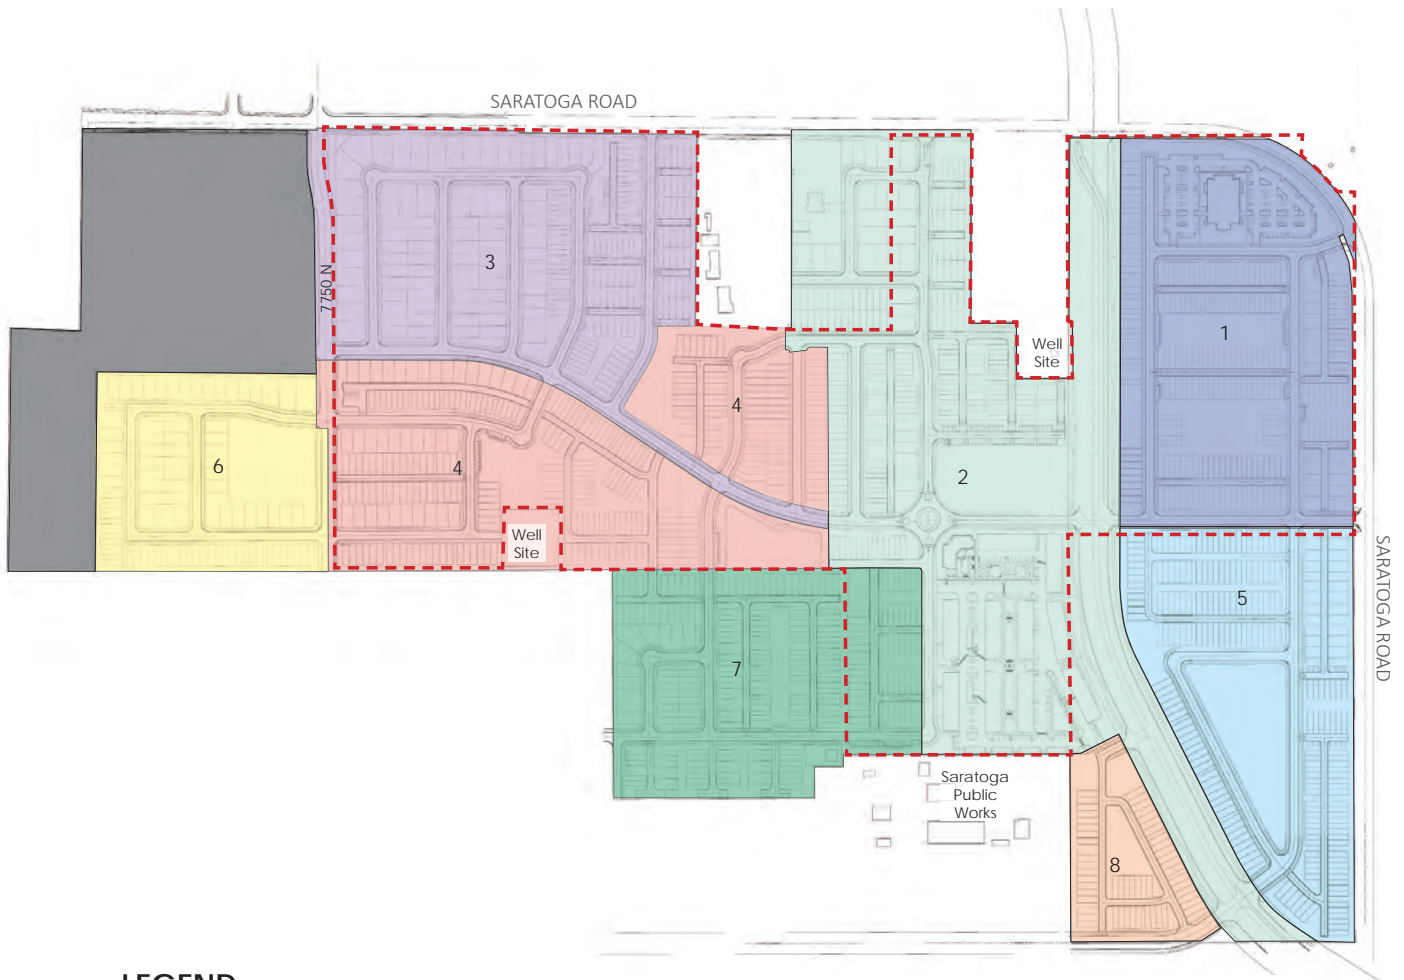 SARATOGA ROAD
7750 N
3
1
Well
Site
4
6
4
2
Well
Site
SARATOGA ROAD
5
7
Saratoga
Public
Works
8
LEGEND